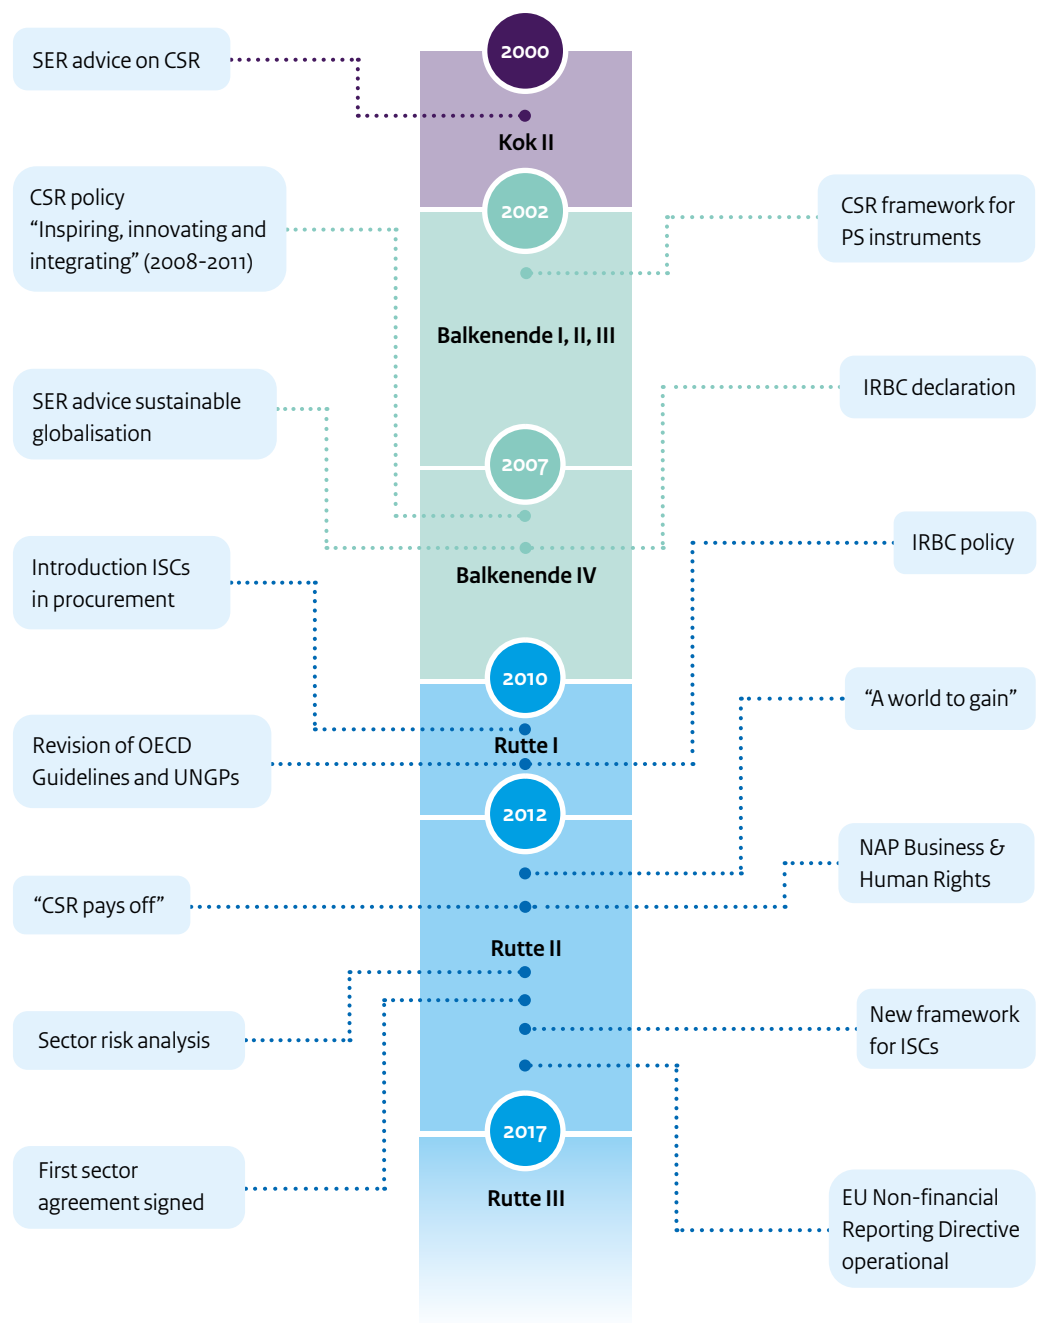 2000
SER advice on CSR
Kok II
CSR policy
“Inspiring, innovating and
integrating” (2008-2011)
2002
CSR framework for
PS instruments
Balkenende I, II, III
SER advice sustainable
globalisation
IRBC declaration
2007
Introduction ISCs
in procurement
Balkenende IV
IRBC policy
2010
“A world to gain”
Revision of OECD
Guidelines and UNGPs
Rutte I
2012
NAP Business &
Human Rights
“CSR pays off”
Rutte II
Sector risk analysis
New framework
for ISCs
2017
First sector
agreement signed
Rutte III
EU Non-financial
Reporting Directive
operational